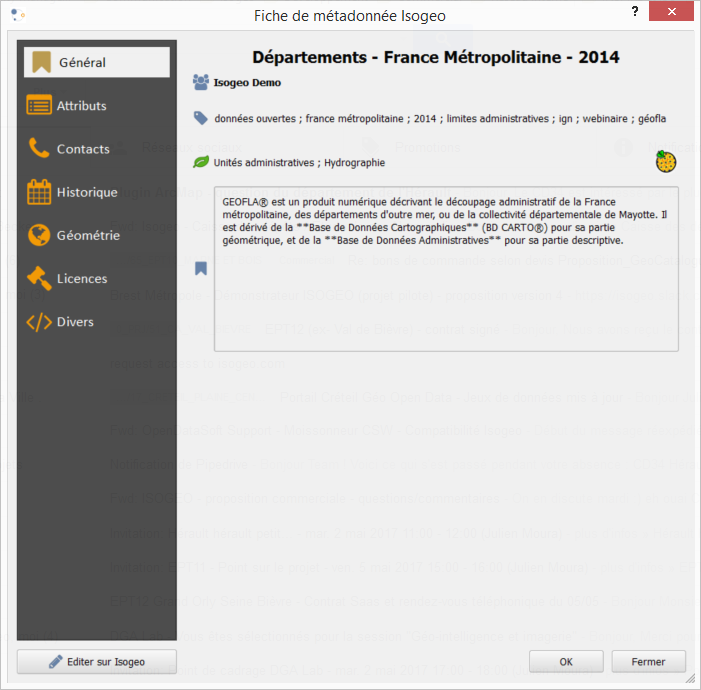 Fiche de métadonnée Isogeo
?
Général
Attributs
Contacts
Historique
Géométrie
Licences
Divers
Départements - France Métropolitaine - 2014
Isogeo Demo
données ouvertes ; france métropolitaine ; 2014 ; limites administratives ; ign ; webinaire ; géofla
Unités administratives ; Hydrographie
GEOFLA® est un produit numérique décrivant le découpage administratif de la France
métropolitaine, des départements d'outre mer, ou de la collectivité départementale de Mayotte. Il
est dérivé de la **Base de Données Cartographiques** (BD CARTO®) pour sa partie
géométrique, et de la **Base de Données Administratives** pour sa partie descriptive.
Editer sur Isogeo
OK
Fermer